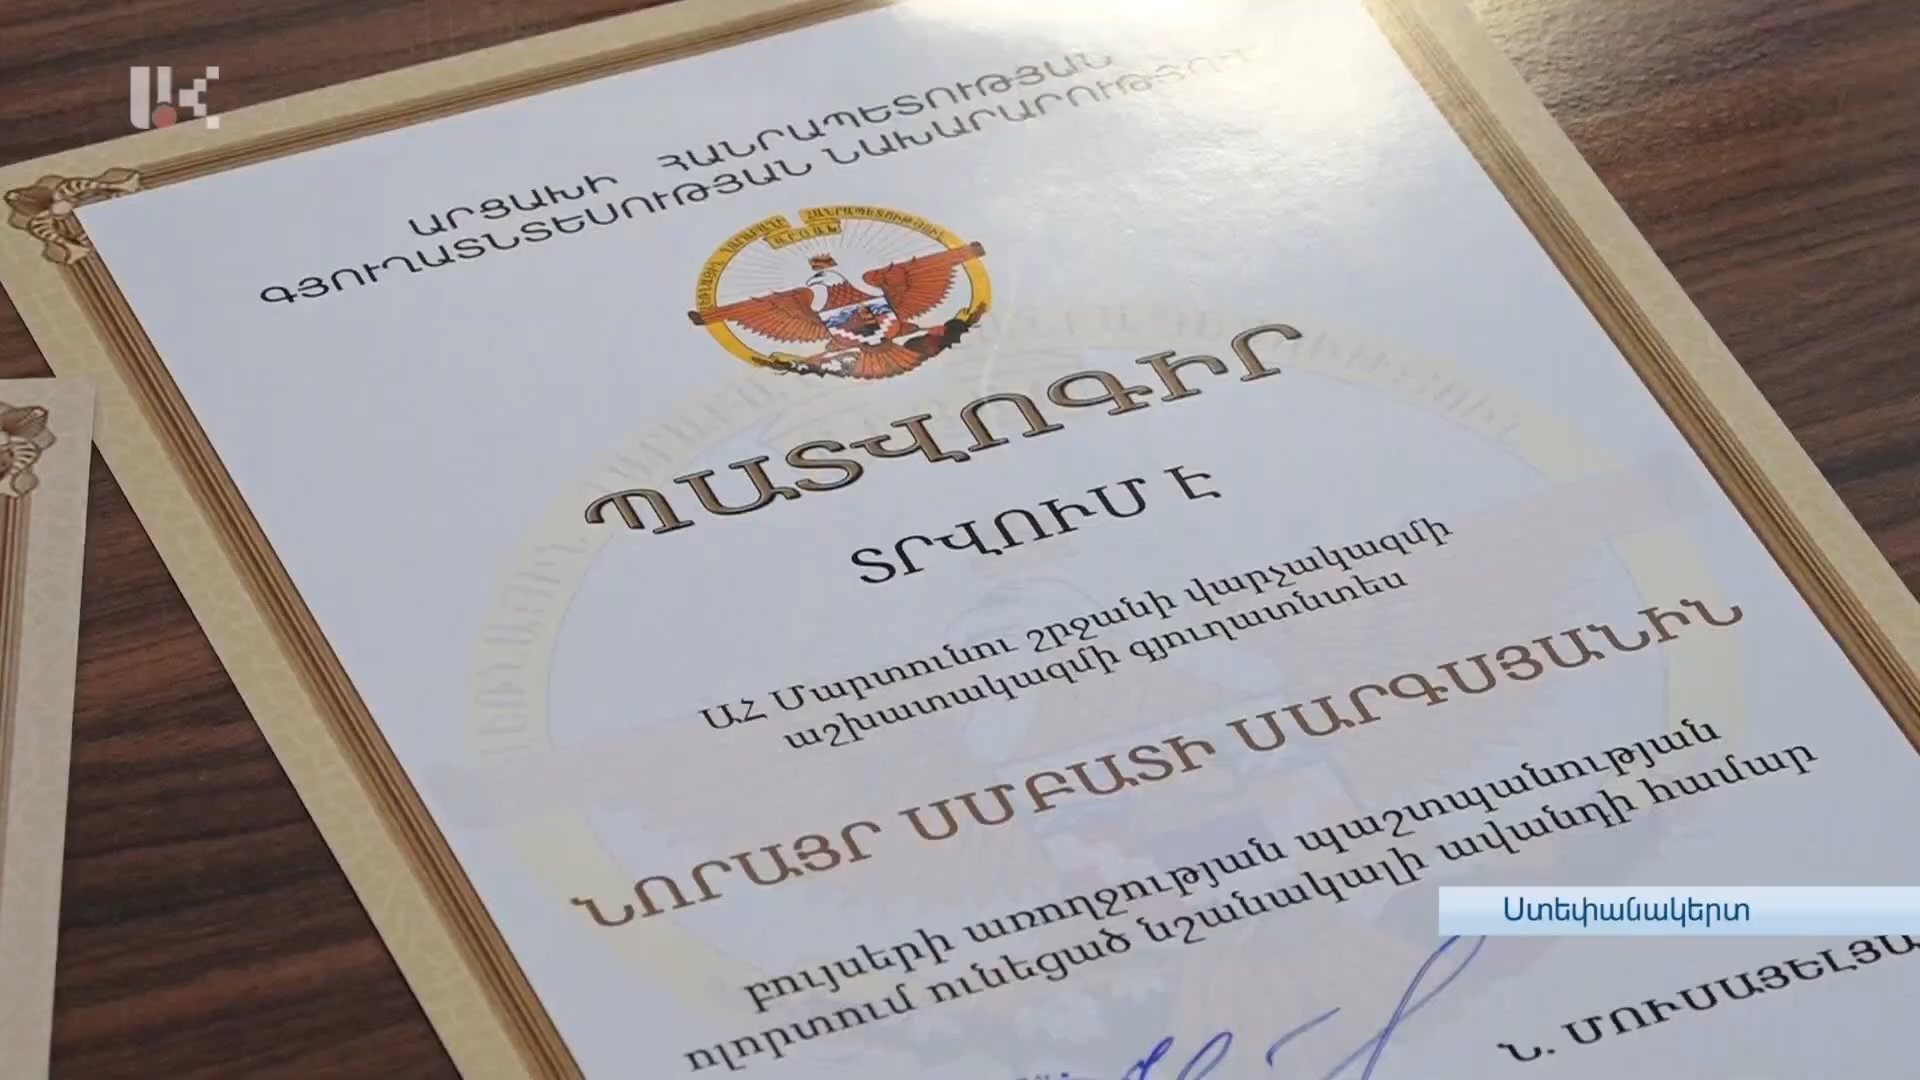 ԱՐՑԱԽԻ ՀԱՆՐԱՊԵՏՈՒԹՅԱՆ
ԳՅՈՒՂԱՏՆՏԵՍՈՒԹՅԱՆ ՆԱԽԱՐԱՐՈՒԹՅՈՒՆ
ՊԱՏՎՈԳԻՐ
ՏՐՎՈՒՄ Է
ԱՀ Մարտունու շրջանի վարչակազմի
աշխատակազմի գյուղատնտես
ՆՈՐԱՅՐ ՍՄԲԱՏԻ ՍԱՐԳՍՅԱՆԻՆ
բույսերի առողջության պաշտպանության
ոլորտում ունեցած նշանակալի ավանդի համար
Ն. ՄՈՒՍԱՅԵԼՅԱ
Ստեփանակերտ